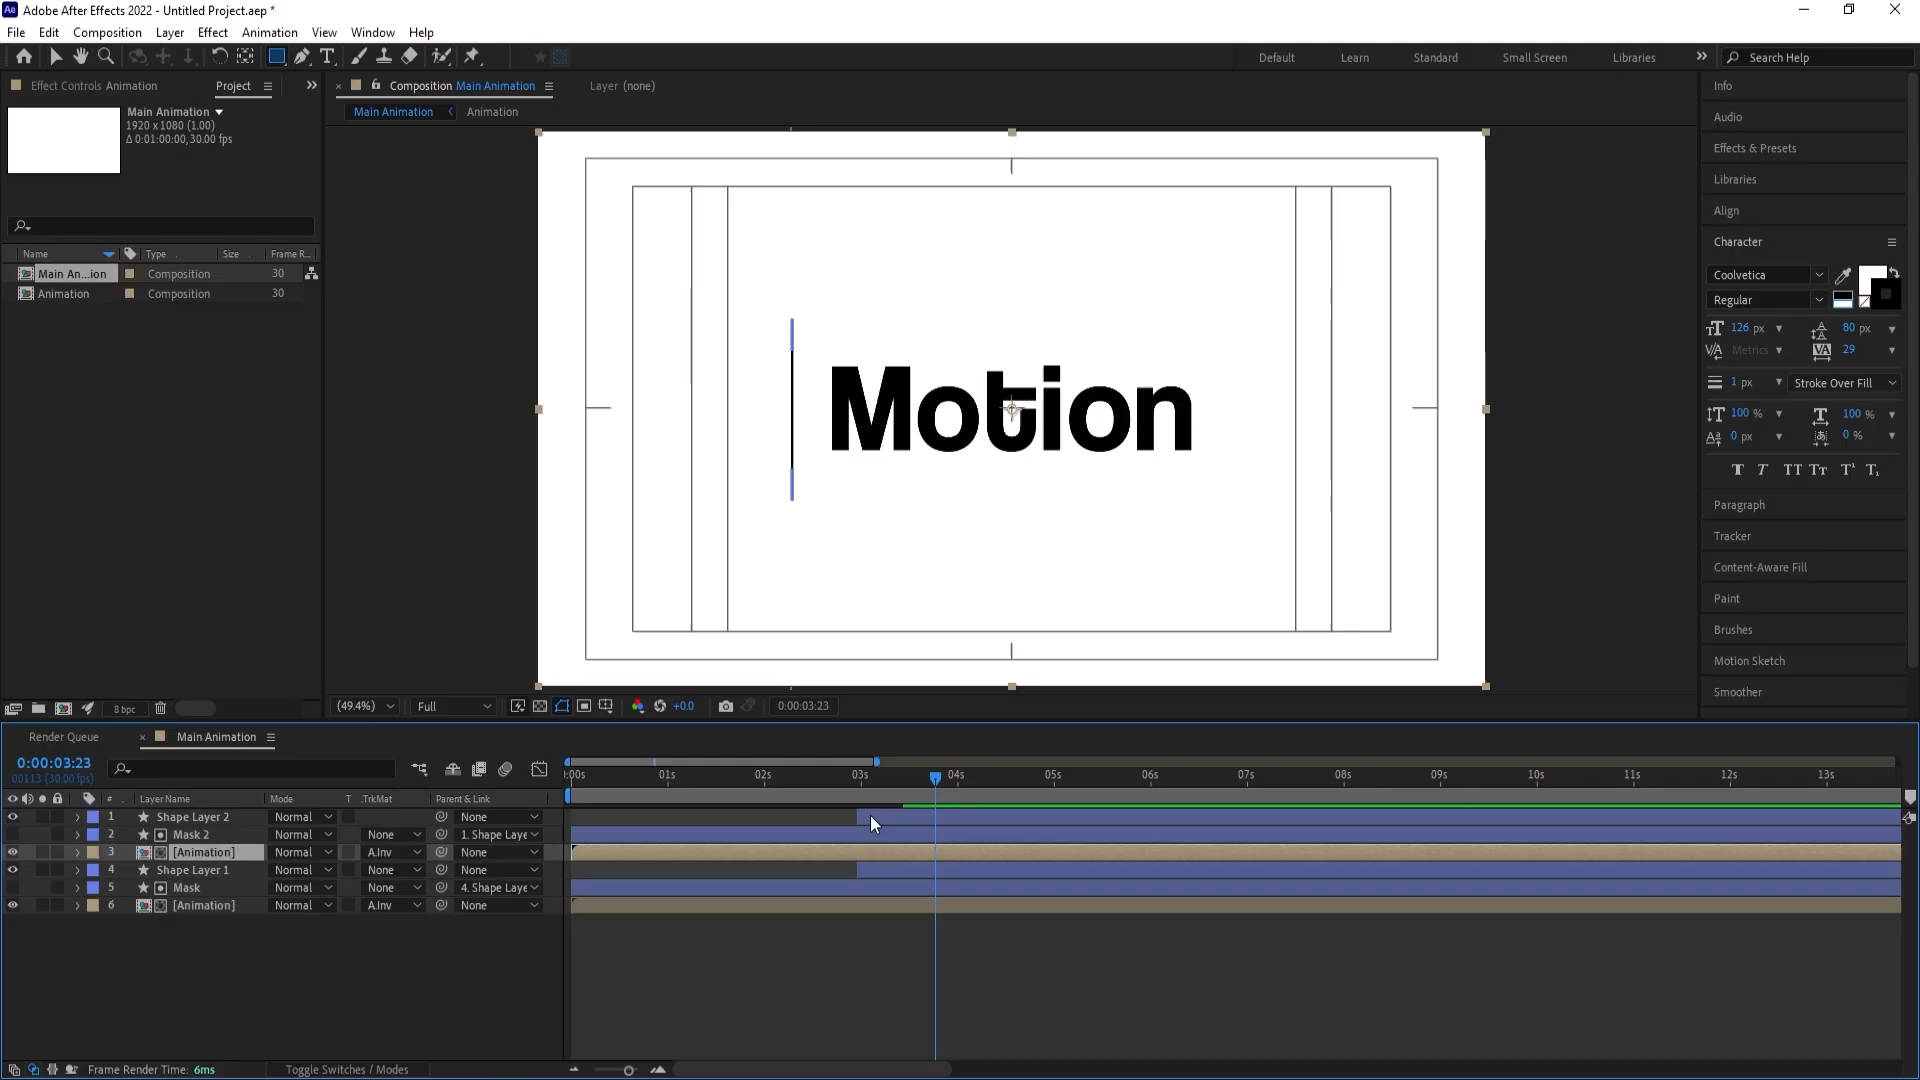 Ae Adobe After Effects 2022 - Untitled Project.aep *
File Edit Composition Layer Effect Animation View Window Help
Default Learn Standard Small Screen Libraries Search Help
Effect Controls Animation Project
Composition Main Animation Layer (none)
Main Animation Animation
Main Animation
1920 x 1080 (1.00)
Δ 0:01:00:00, 30.00 fps
Name Type Size Frame R...
Main An...ion Composition 30
Animation Composition 30
8 bpc
Motion
(49.4%) Full +0.0 0:00:03:23
Info
Audio
Effects & Presets
Libraries
Align
Character
Coolvetica
Regular
126 px 80 px
Metrics 29
1 px Stroke Over Fill
100 % 100 %
0 px 0 %
T T TT Tт T¹ T₁
Paragraph
Tracker
Content-Aware Fill
Paint
Brushes
Motion Sketch
Smoother
Render Queue Main Animation
0:00:03:23
00113 (30.00 fps)
:00s 01s 02s 03s 04s 05s 06s 07s 08s 09s 10s 11s 12s 13s
# Layer Name Mode T .TrkMat Parent & Link
1 Shape Layer 2 Normal None
2 Mask 2 Normal None 1. Shape Laye
3 [Animation] Normal A.Inv None
4 Shape Layer 1 Normal None None
5 Mask Normal None 4. Shape Laye
6 [Animation] Normal A.Inv None
Frame Render Time: 6ms Toggle Switches / Modes